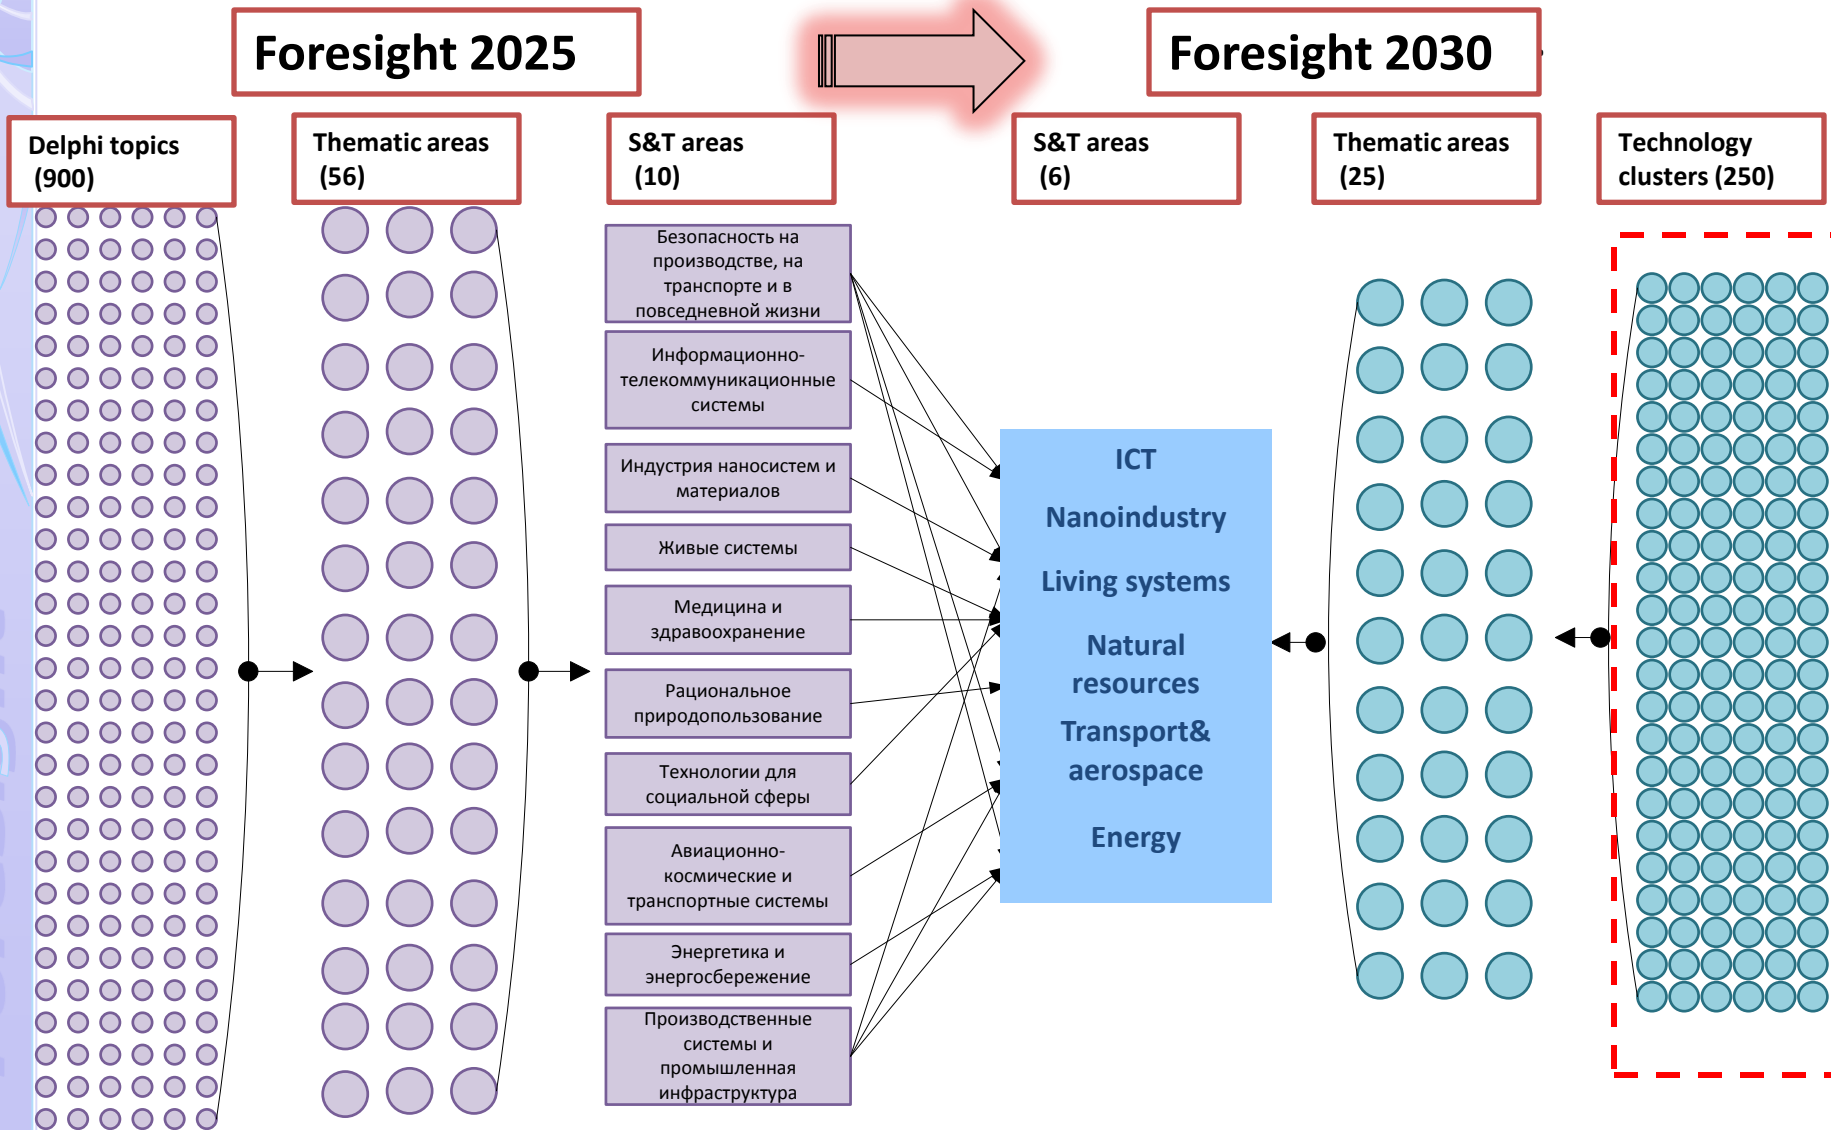 Foresight 2025
Foresight 2030
Delphi topics
(900)
Thematic areas
(56)
S&T areas
(10)
S&T areas
(6)
Thematic areas
(25)
Technology
clusters (250)
Безопасность на
производстве, на
транспорте и в
повседневной жизни
Информационно-
телекоммуникационные
системы
Индустрия наносистем и
материалов
Живые системы
Медицина и
здравоохранение
Рациональное
природопользование
Технологии для
социальной сферы
Авиационно-
космические и
транспортные системы
Энергетика и
энергосбережение
Производственные
системы и
промышленная
инфраструктура
ICT
Nanoindustry
Living systems
Natural
resources
Transport&
aerospace
Energy